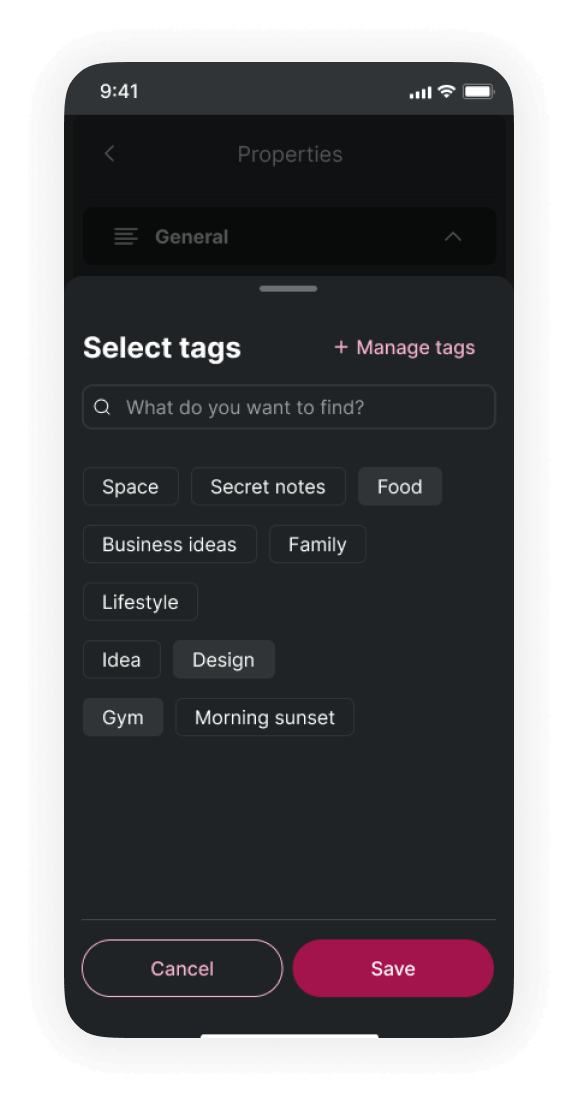 9:41
Properties
General
Select tags
+ Manage tags
What do you want to find?
Space Secret notes Food
Business ideas Family
Lifestyle
Idea Design
Gym Morning sunset
Cancel Save